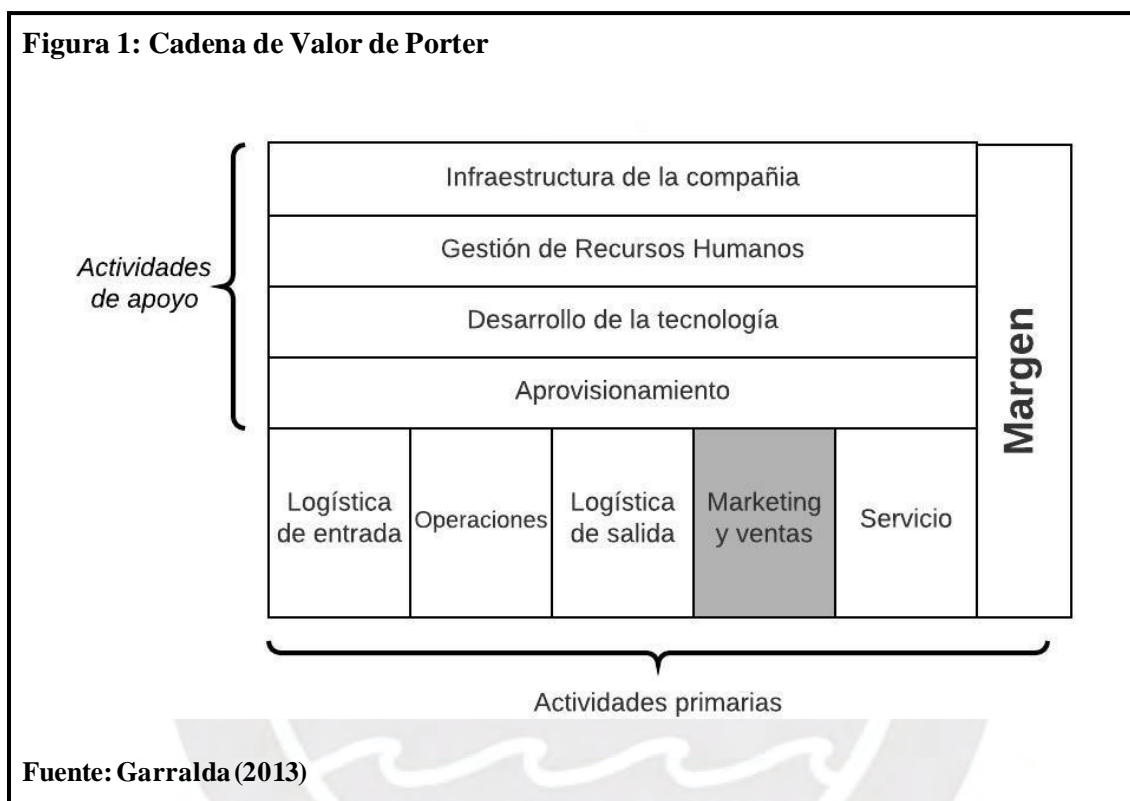 Figura 1: Cadena de Valor de Porter
Infraestructura de la compañia
Gestión de Recursos Humanos
Desarrollo de la tecnología
Aprovisionamiento
Actividades
de apoyo
Logística
de entrada
Operaciones
Logística
de salida
Marketing
y ventas
Servicio
Margen
Actividades primarias
Fuente: Garralda (2013)